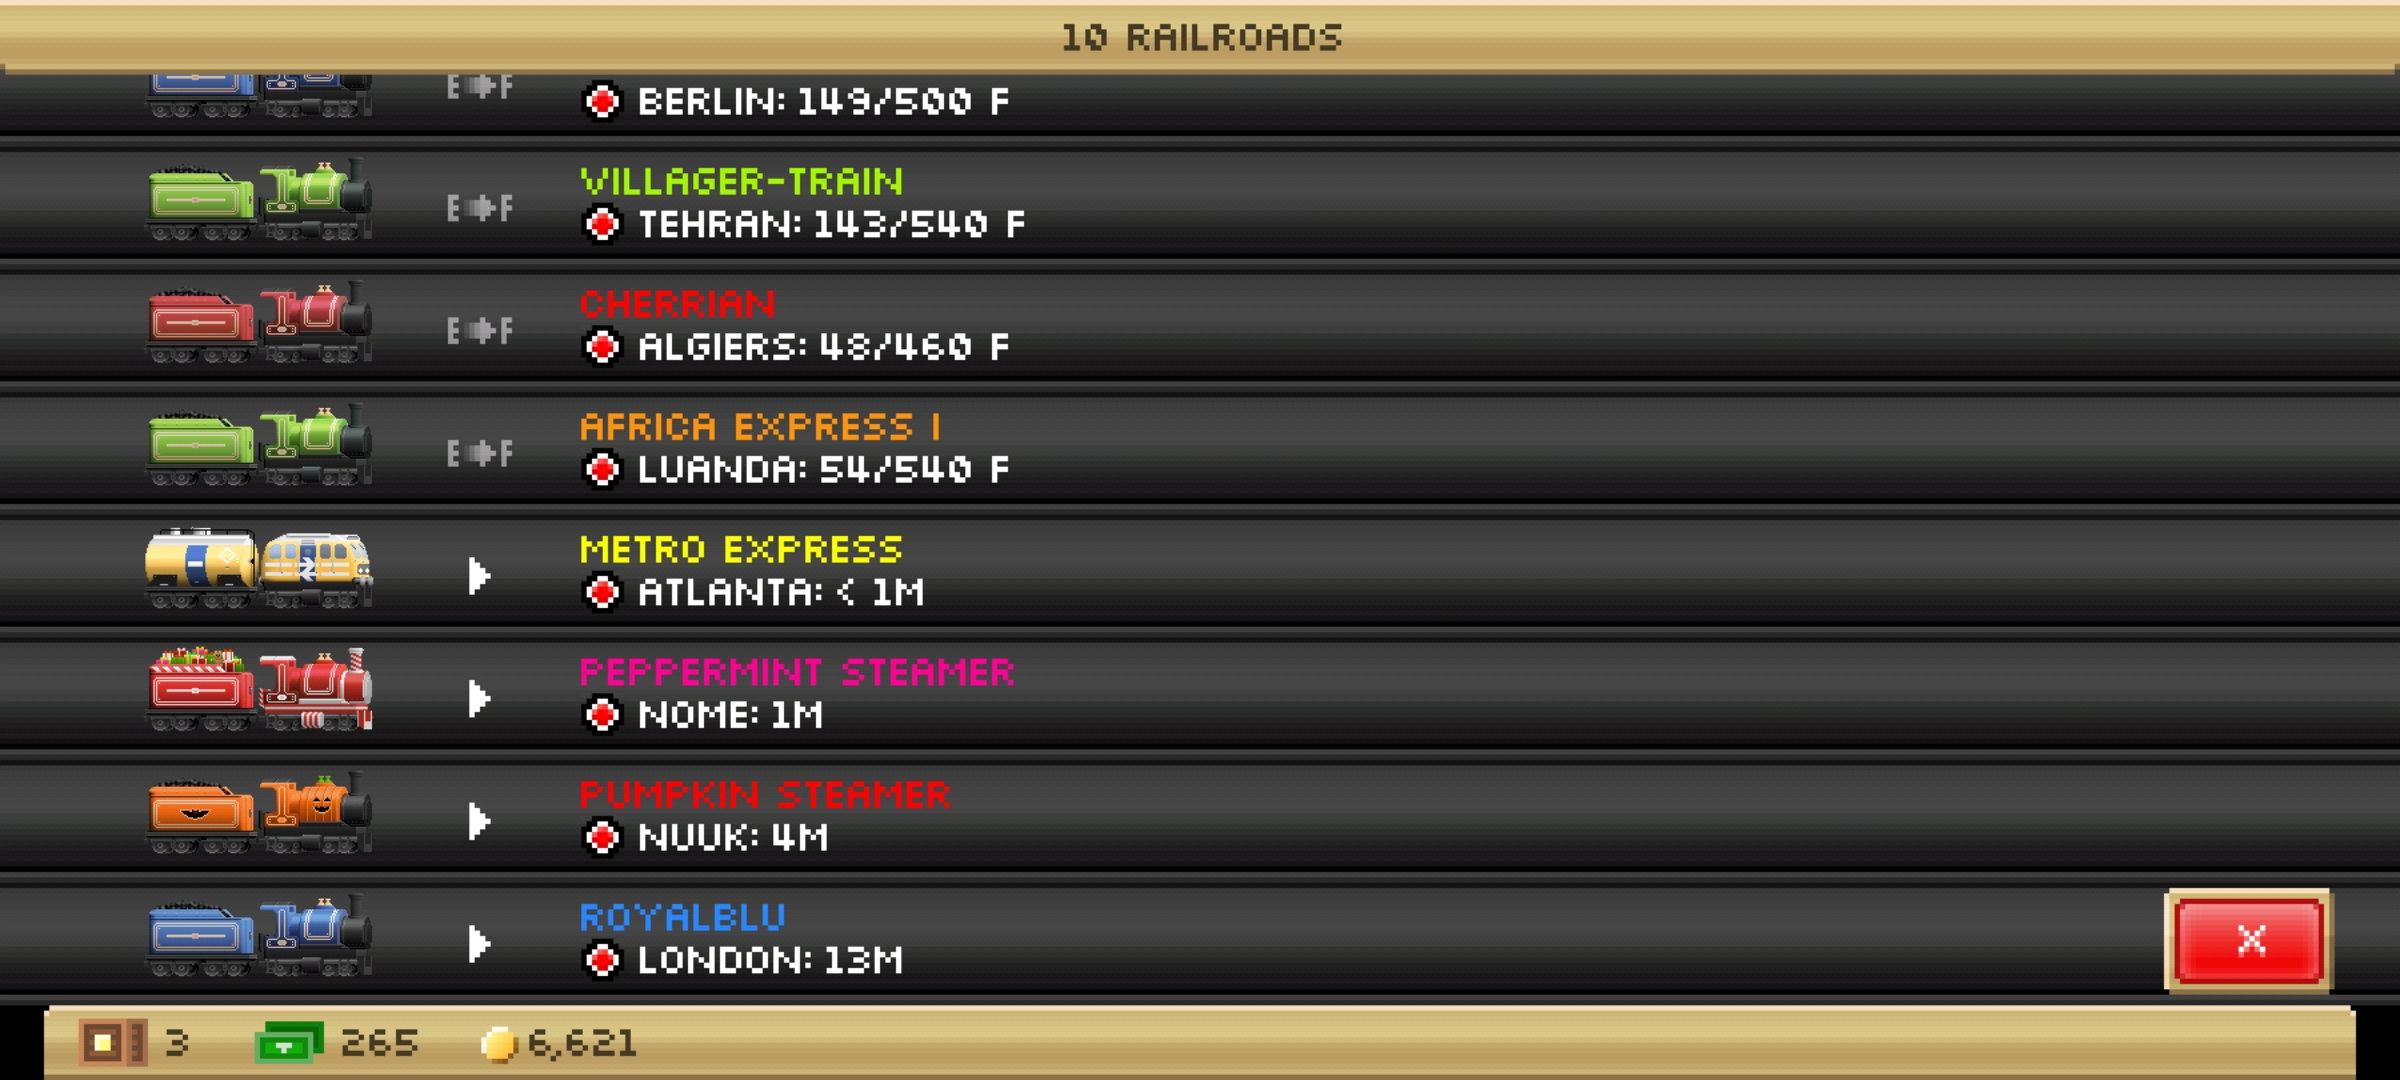 10 RAILROADS
E F
BERLIN: 149/500 F
VILLAGER-TRAIN
E F
TEHRAN: 143/540 F
CHERRIAN
E F
ALGIERS: 48/460 F
AFRICA EXPRESS I
E F
LUANDA: 54/540 F
METRO EXPRESS
ATLANTA: < 1M
PEPPERMINT STEAMER
NOME: 1M
PUMPKIN STEAMER
NUUK: 4M
ROYALBLU
LONDON: 13M
X
3 265 6,621